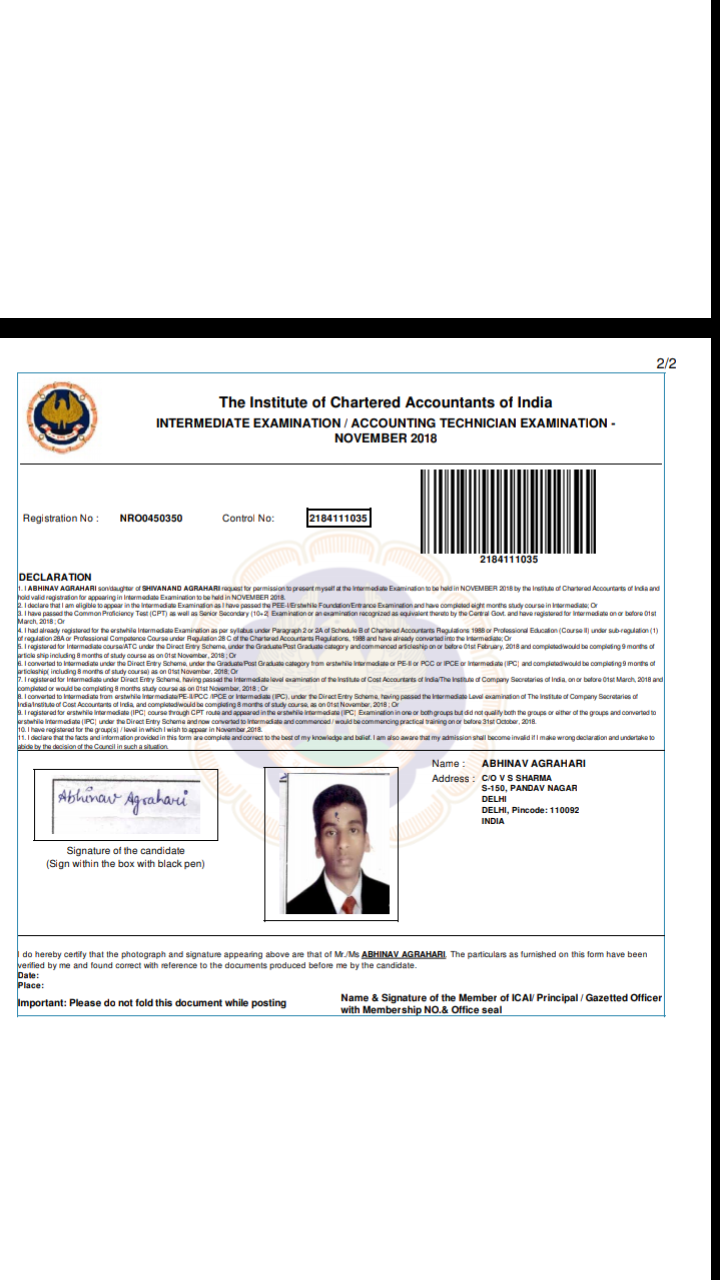 2/2
The Institute of Chartered Accountants of India
INTERMEDIATE EXAMINATION / ACCOUNTING TECHNICIAN EXAMINATION -
NOVEMBER 2018
Registration No : NRO0450350 Control No: 2184111035
2184111035
DECLARATION
1. I ABHINAV AGRAHARI son/daughter of SHIVANAND AGRAHARI request for permission to present myself at the Intermediate Examination to be held in NOVEMBER 2018 by the Institute of Chartered Accountants of India and
hold valid registration for appearing in Intermediate Examination to be held in NOVEMBER 2018.
2. I declare that I am eligible to appear in the Intermediate Examination as I have passed the PEE-I/Erstwhile Foundation/Entrance Examination and have completed eight months study course in Intermediate; Or
3. I have passed the Common Proficiency Test (CPT) as well as Senior Secondary (10+2) Examination or an examination recognized as equivalent thereto by the Central Govt. and have registered for Intermediate on or before 01st
March, 2018 ; Or
4. I had already registered for the erstwhile Intermediate Examination as per syllabus under Paragraph 2 or 2A of Schedule B of Chartered Accountants Regulations 1988 or Professional Education (Course II) under sub-regulation (1)
of regulation 28A or Professional Competence Course under Regulation 28 C of the Chartered Accountants Regulations, 1988 and have already converted into the Intermediate; Or
5. I registered for Intermediate course/ATC under the Direct Entry Scheme, under the Graduate/Post Graduate category and commenced articleship on or before 01st February, 2018 and completed/would be completing 9 months of
article ship including 8 months of study course as on 01st November, 2018 ; Or
6. I converted to Intermediate under the Direct Entry Scheme, under the Graduate/Post Graduate category from erstwhile Intermediate or PE-II or PCC or IPCE or Intermediate (IPC) and completed/would be completing 9 months of
articleship( including 8 months of study course) as on 01st November, 2018; Or
7. I registered for Intermediate under Direct Entry Scheme, having passed the Intermediate level examination of the Institute of Cost Accountants of India/The Institute of Company Secretaries of India, on or before 01st March, 2018 and
completed or would be completing 8 months study course as on 01st November, 2018 ; Or
8. I converted to Intermediate from erstwhile Intermediate/PE-II/PCC /IPCE or Intermediate (IPC), under the Direct Entry Scheme, having passed the Intermediate Level examination of The Institute of Company Secretaries of
India/Institute of Cost Accountants of India, and completed/would be completing 8 months of study course, as on 01st November, 2018 ; Or
9. I registered for erstwhile Intermediate (IPC) course through CPT route and appeared in the erstwhile intermediate (IPC) Examination in one or both groups but did not qualify both the groups or either of the groups and converted to
erstwhile Intermediate (IPC) under the Direct Entry Scheme and now converted to Intermediate and commenced / would be commencing practical training on or before 31st October, 2018.
10. I have registered for the group(s) / level in which I wish to appear in November,2018.
11. I declare that the facts and information provided in this form are complete and correct to the best of my knowledge and belief. I am also aware that my admission shall become invalid if I make wrong declaration and undertake to
abide by the decision of the Council in such a situation.
Name : ABHINAV AGRAHARI
Address : C/O V S SHARMA
S-150, PANDAV NAGAR
DELHI
DELHI, Pincode: 110092
INDIA
Abhinav Agrahari
Signature of the candidate
(Sign within the box with black pen)
I do hereby certify that the photograph and signature appearing above are that of Mr./Ms ABHINAV AGRAHARI. The particulars as furnished on this form have been
verified by me and found correct with reference to the documents produced before me by the candidate.
Date:
Place:
Important: Please do not fold this document while posting
Name & Signature of the Member of ICAI/ Principal / Gazetted Officer
with Membership NO.& Office seal